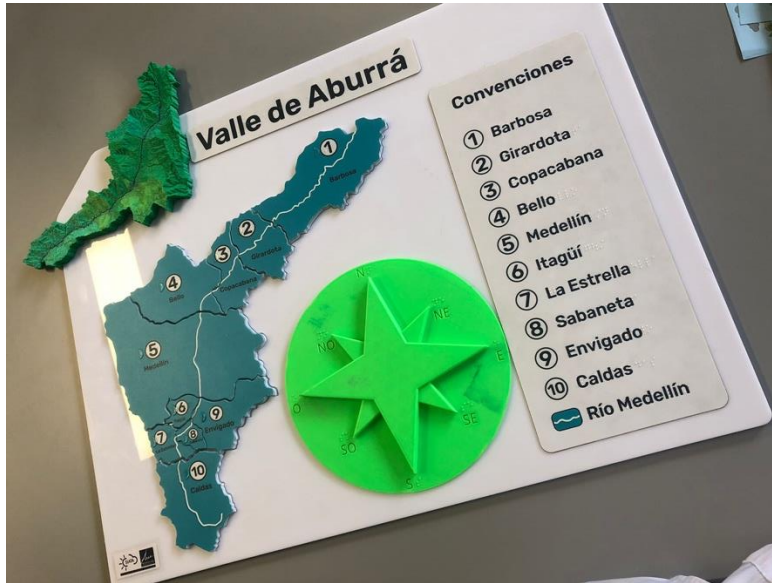 Valle de Aburrá
Convenciones
1 Barbosa
2 Girardota
3 Copacabana
4 Bello
5 Medellín
6 Itagüí
7 La Estrella
8 Sabaneta
9 Envigado
10 Caldas
Río Medellín
1
Barbosa
2
Girardota
3
Copacabana
4
Bello
5
Medellín
6
9
Envigado
7
8
10
Caldas
N
NE
E
SE
S
SO
O
NO